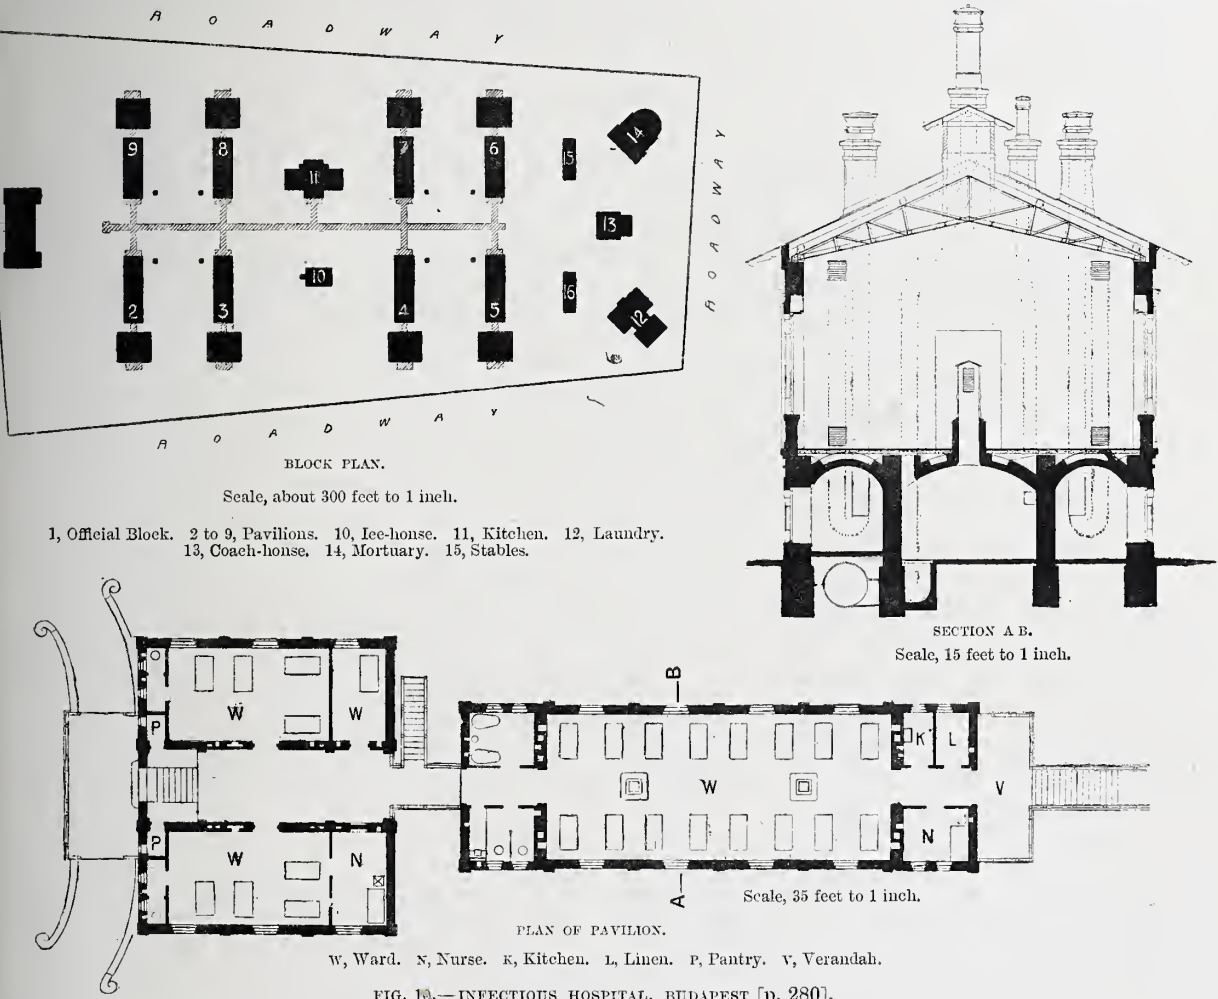 ROADWAY
9 8 7 6
15 14
11
ROADWAY
13
10
2 3 4 5
16 12
ROADWAY
BLOCK PLAN.
Scale, about 300 feet to 1 inch.
1, Official Block. 2 to 9, Pavilions. 10, Ice-house. 11, Kitchen. 12, Laundry.
13, Coach-house. 14, Mortuary. 15, Stables.
SECTION A B.
Scale, 15 feet to 1 inch.
B
W W
P
K L
W
V
P
W N
N
A
Scale, 35 feet to 1 inch.
PLAN OF PAVILION.
W, Ward. N, Nurse. K, Kitchen. L, Linen. P, Pantry. V, Verandah.
FIG. .—INFECTIOUS HOSPITAL, BUDAPEST [p. 280].